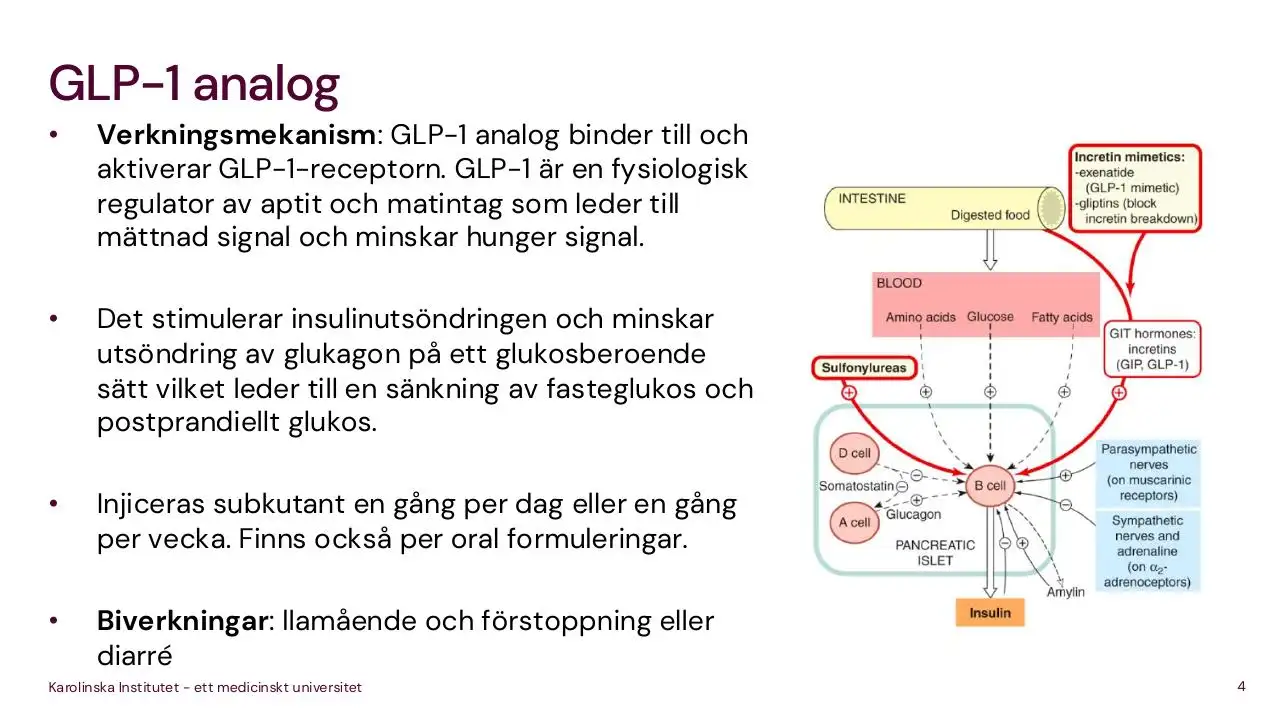 GLP-1 analog
• Verkningsmekanism: GLP-1 analog binder till och
aktiverar GLP-1-receptorn. GLP-1 är en fysiologisk
regulator av aptit och matintag som leder till
mättnad signal och minskar hunger signal.
• Det stimulerar insulinutsöndringen och minskar
utsöndring av glukagon på ett glukosberoende
sätt vilket leder till en sänkning av fasteglukos och
postprandiellt glukos.
• Injiceras subkutant en gång per dag eller en gång
per vecka. Finns också per oral formuleringar.
• Biverkningar: llamående och förstoppning eller
diarré
Incretin mimetics:
-exenatide
(GLP-1 mimetic)
-gliptins (block
incretin breakdown)
INTESTINE
Digested food
BLOOD
Amino acids Glucose Fatty acids
GIT hormones:
incretins
(GIP, GLP-1)
Sulfonylureas
+ + + + +
D cell
Somatostatin
A cell
Glucagon
B cell
− − +
PANCREATIC
ISLET
Parasympathetic
nerves
(on muscarinic
receptors)
+
−
Sympathetic
nerves and
adrenaline
(on α2-
adrenoceptors)
− +
Amylin
Insulin
Karolinska Institutet - ett medicinskt universitet
4